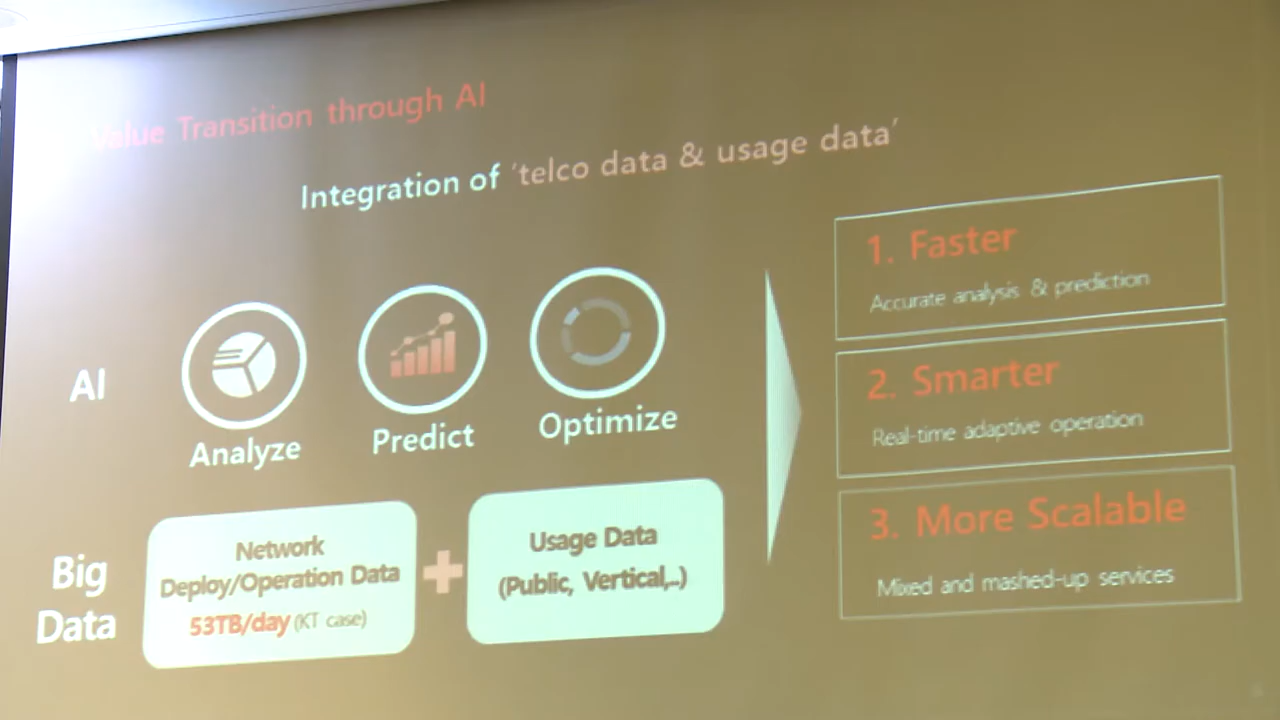 Value Transition through AI
Integration of 'telco data & usage data'
AI
Analyze
Predict
Optimize
Big
Data
Network
Deploy/Operation Data
53TB/day (KT case)
Usage Data
(Public, Vertical,..)
1. Faster
Accurate analysis & prediction
2. Smarter
Real-time adaptive operation
3. More Scalable
Mixed and mashed-up services